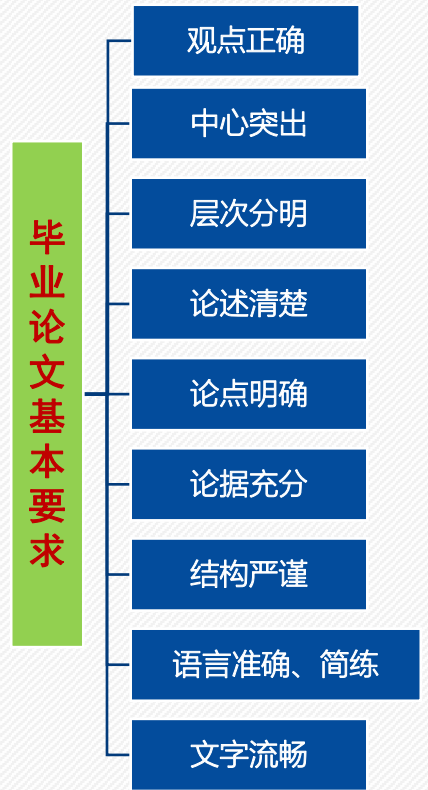 毕业论文基本要求
观点正确
中心突出
层次分明
论述清楚
论点明确
论据充分
结构严谨
语言准确、简练
文字流畅